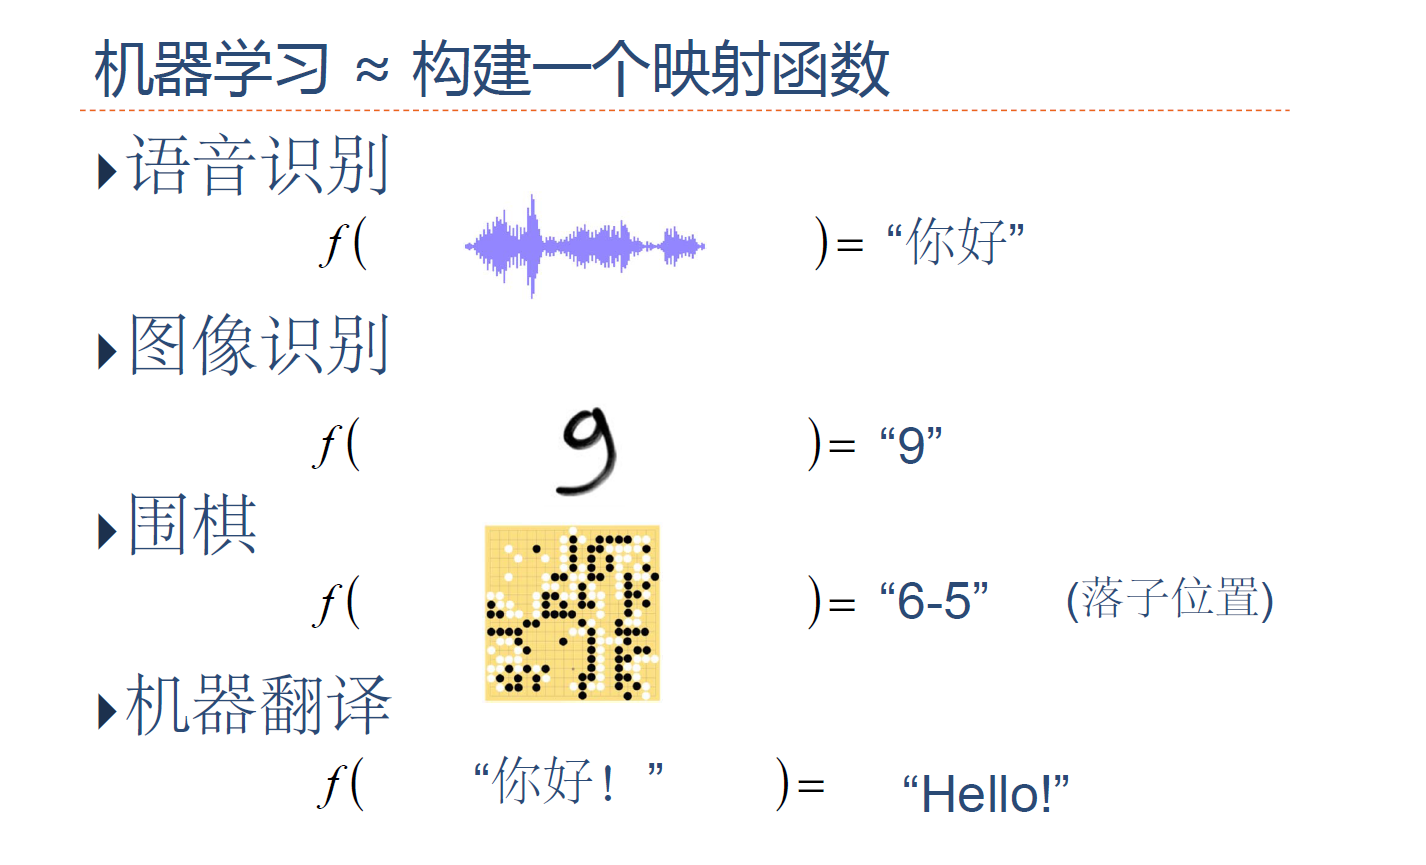 机器学习 ≈ 构建一个映射函数
语音识别
f( ) = “你好”
图像识别
f( 9 ) = “9”
围棋
f( ) = “6-5” (落子位置)
机器翻译
f( “你好！” ) = “Hello!”